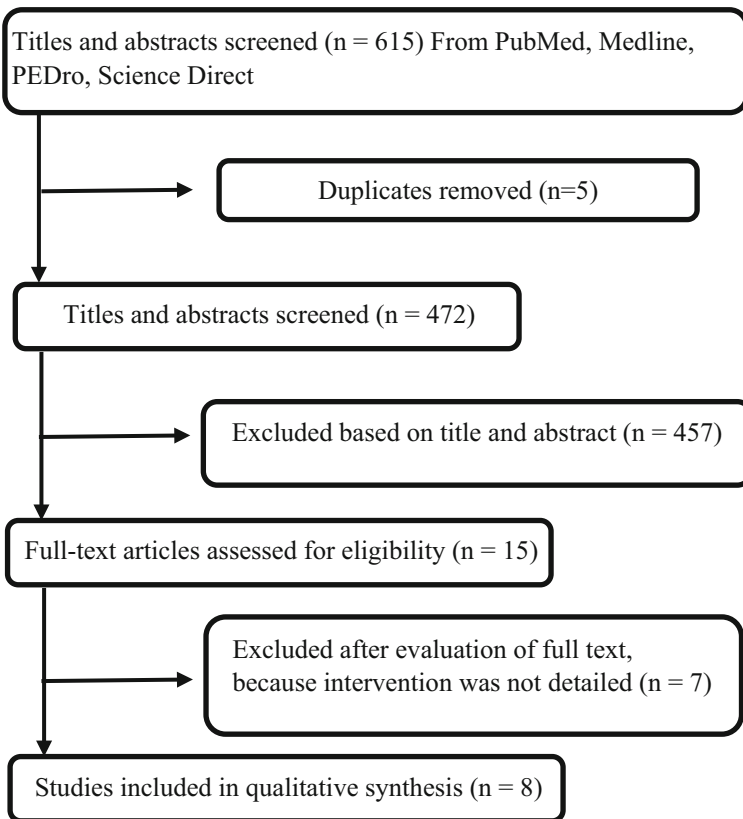 Titles and abstracts screened (n = 615) From PubMed, Medline,
PEDro, Science Direct
Duplicates removed (n=5)
Titles and abstracts screened (n = 472)
Excluded based on title and abstract (n = 457)
Full-text articles assessed for eligibility (n = 15)
Excluded after evaluation of full text,
because intervention was not detailed (n = 7)
Studies included in qualitative synthesis (n = 8)